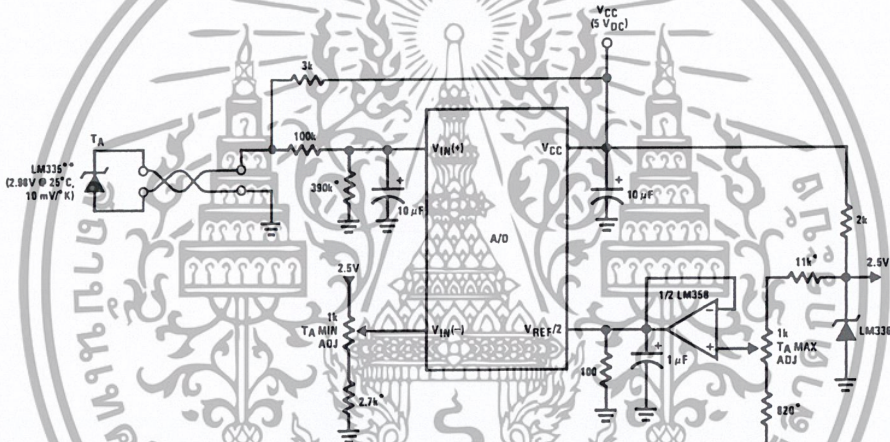 VCC
(5 VDC)
3k
TA
100k
LM335**
(2.98V @ 25°C,
10 mV/°K)
VIN(+)
VCC
390k*
10 µF
10 µF
2k
A/D
11k*
2.5V
2.5V
1/2 LM358
1k
TA MIN
ADJ
VIN(−)
VREF/2
−
+
LM336
1k
TA MAX
ADJ
1 µF
100
2.7k*
820*